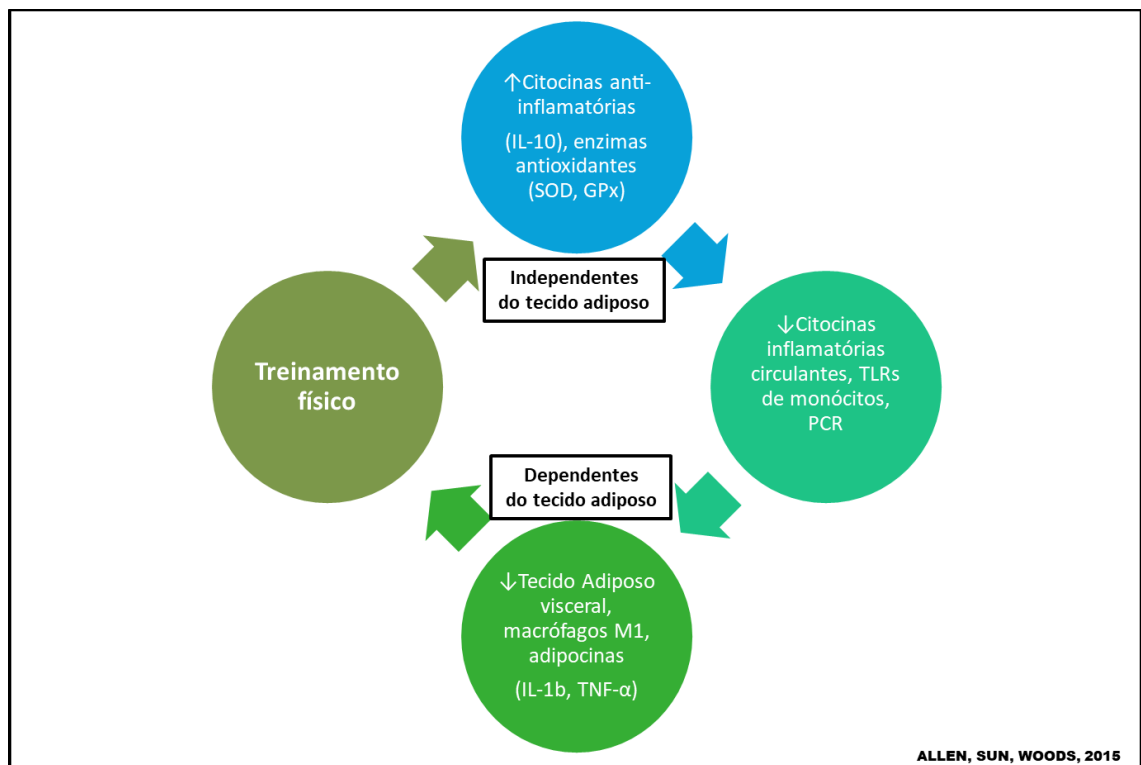 ↑Citocinas anti-
inflamatórias
(IL-10), enzimas
antioxidantes
(SOD, GPx)
Independentes
do tecido adiposo
Treinamento
físico
↓Citocinas
inflamatórias
circulantes, TLRs
de monócitos,
PCR
Dependentes
do tecido adiposo
↓Tecido Adiposo
visceral,
macrófagos M1,
adipocinas
(IL-1b, TNF-α)
ALLEN, SUN, WOODS, 2015